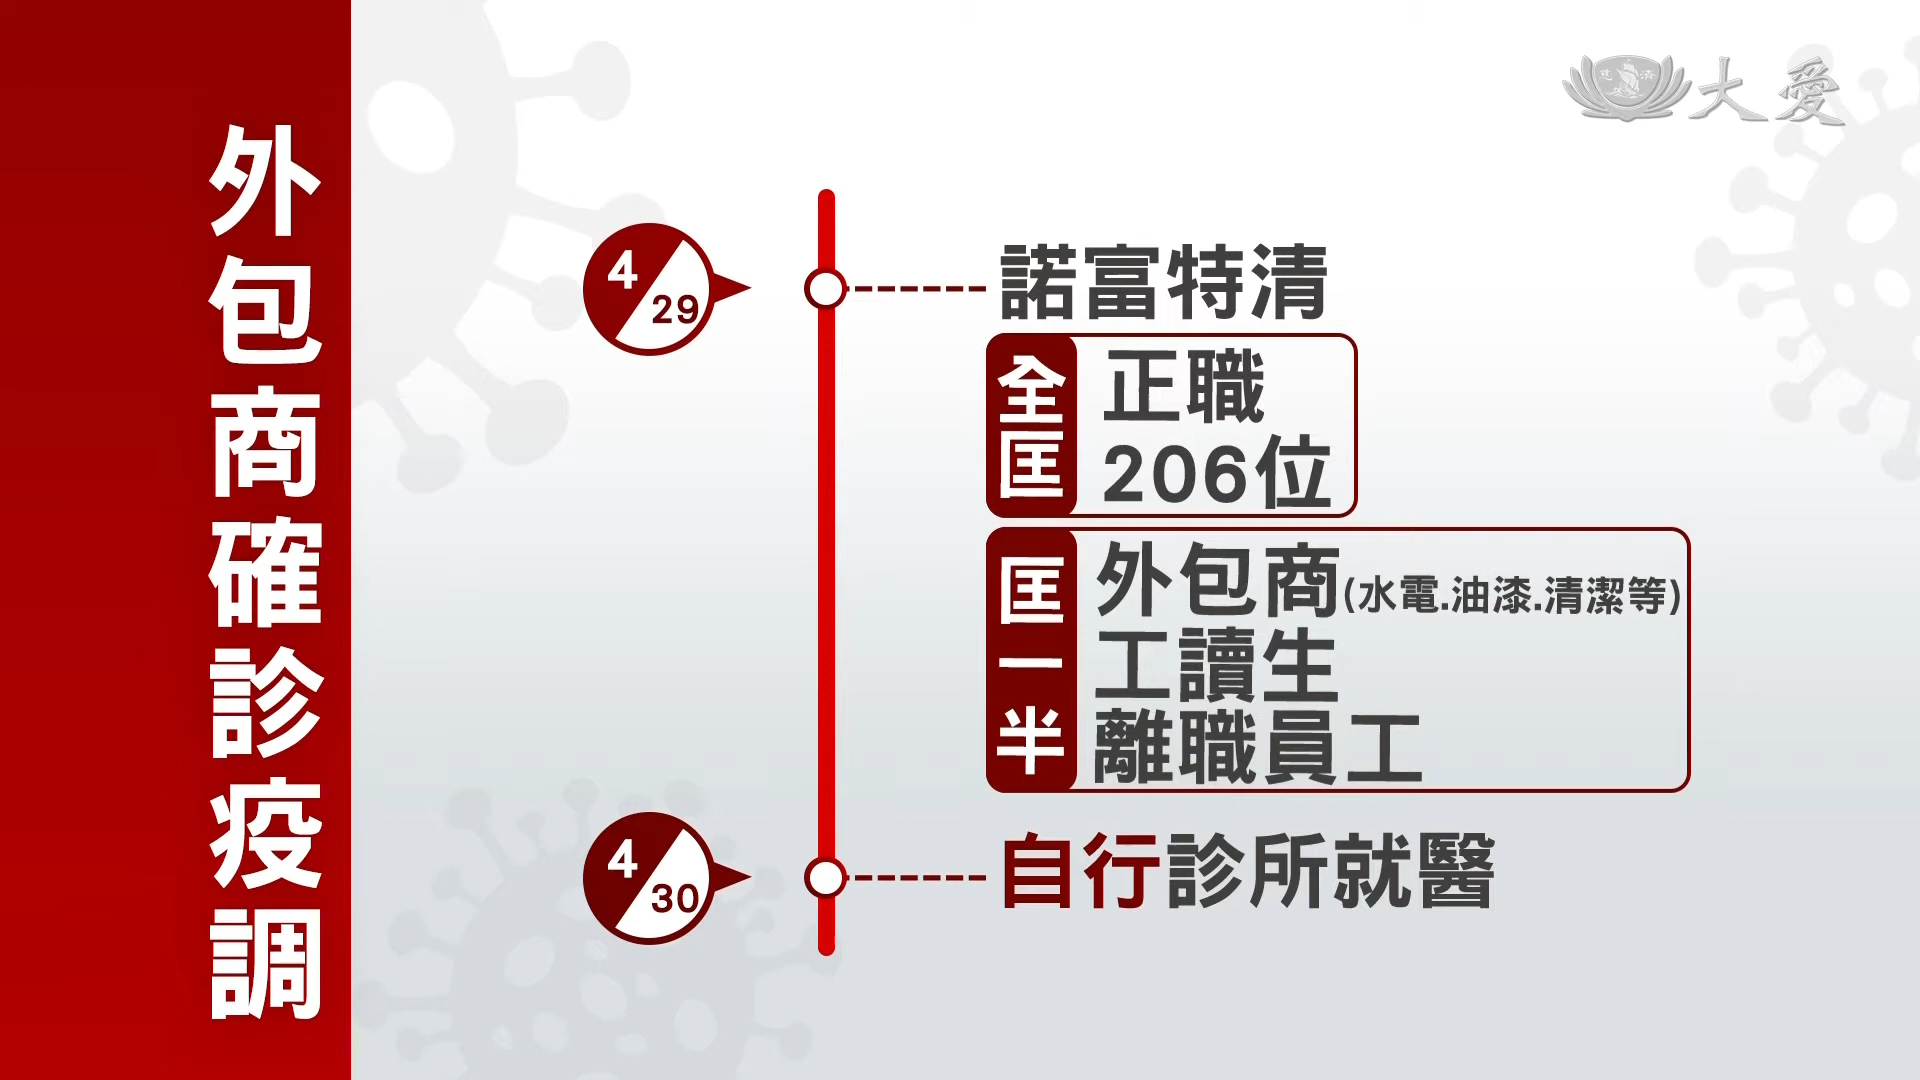 外包商確診疫調
慈濟
大愛
4/29
諾富特清
全匡
正職
206位
匡一半
外包商(水電.油漆.清潔等)
工讀生
離職員工
4/30
自行診所就醫